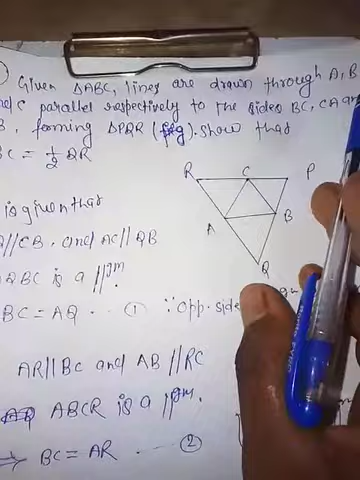 Given ΔABC, lines are drawn through A, B
and C parallel respectively to the sides BC, CA and
B, forming ΔPQR (fig). show that
BC = 1/2 QR
R C P
A B
Q
is given that
Q//CB, and AC//QB
AQBC is a //gm.
BC = AQ - - - ① ∵ opp. side
AR//BC and AB //RC
ABCR is a //gm.
⇒ BC = AR - - - - ②